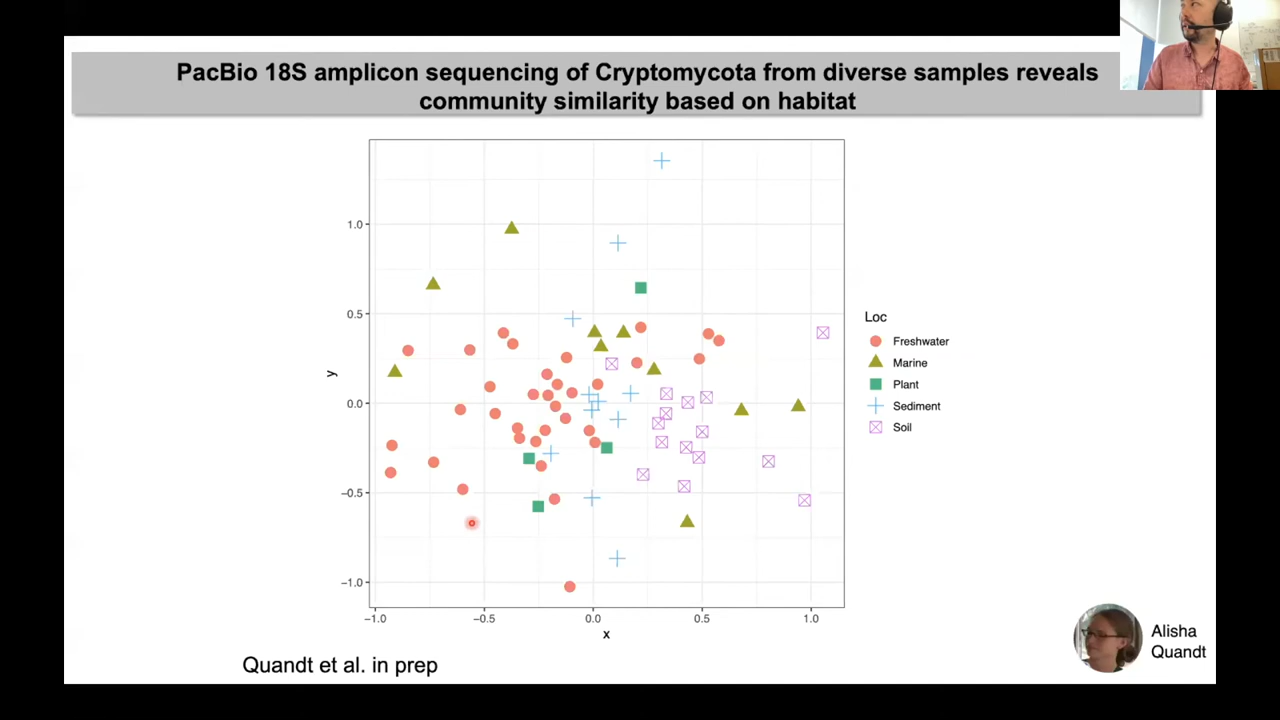 PacBio 18S amplicon sequencing of Cryptomycota from diverse samples reveals
community similarity based on habitat
1.0
0.5
0.0
−0.5
−1.0
y
−1.0 −0.5 0.0 0.5 1.0
x
Loc
Freshwater
Marine
Plant
Sediment
Soil
Quandt et al. in prep
Alisha
Quandt